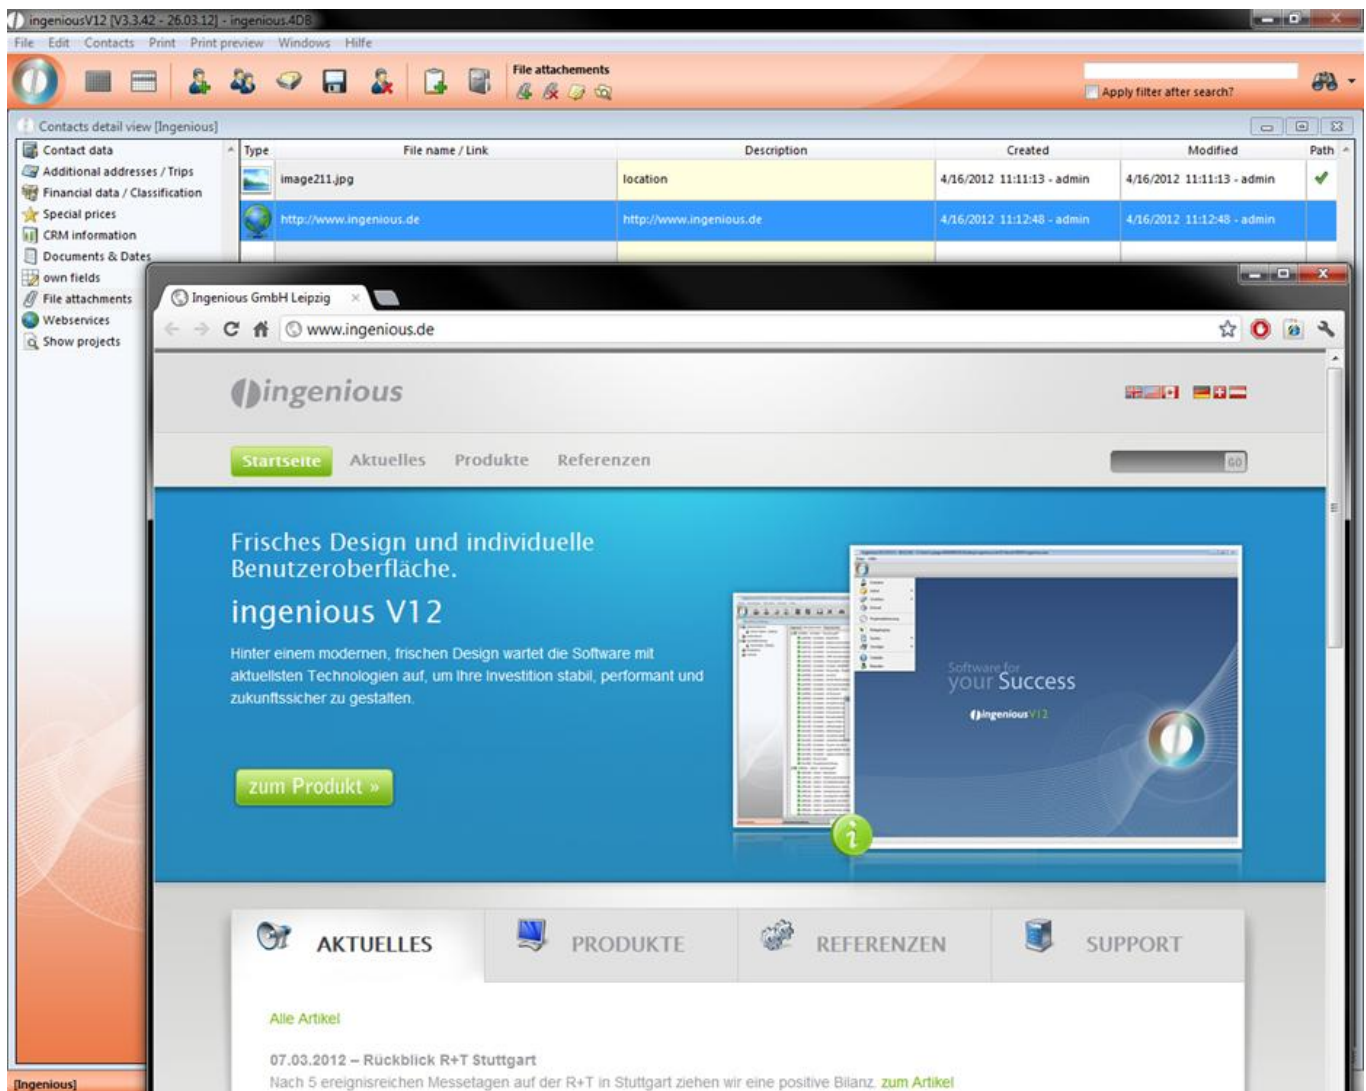 ingeniousV12 [V3.3.42 - 26.03.12] - ingenious.4DB
File Edit Contacts Print Print preview Windows Hilfe
File attachements
Apply filter after search?
Contacts detail view [Ingenious]
Contact data
Additional addresses / Trips
Financial data / Classification
Special prices
CRM information
Documents & Dates
own fields
File attachments
Webservices
Show projects
Type File name / Link Description Created Modified Path
image211.jpg location 4/16/2012 11:11:13 - admin 4/16/2012 11:11:13 - admin
http://www.ingenious.de http://www.ingenious.de 4/16/2012 11:12:48 - admin 4/16/2012 11:12:48 - admin
Ingenious GmbH Leipzig
www.ingenious.de
ingenious
Startseite Aktuelles Produkte Referenzen
GO
Frisches Design und individuelle
Benutzeroberfläche.
ingenious V12
Hinter einem modernen, frischen Design wartet die Software mit
aktuellsten Technologien auf, um Ihre Investition stabil, performant und
zukunftssicher zu gestalten.
zum Produkt »
Software for
your Success
ingenious V12
i
AKTUELLES PRODUKTE REFERENZEN SUPPORT
Alle Artikel
07.03.2012 – Rückblick R+T Stuttgart
Nach 5 ereignisreichen Messetagen auf der R+T in Stuttgart ziehen wir eine positive Bilanz. zum Artikel
[Ingenious]